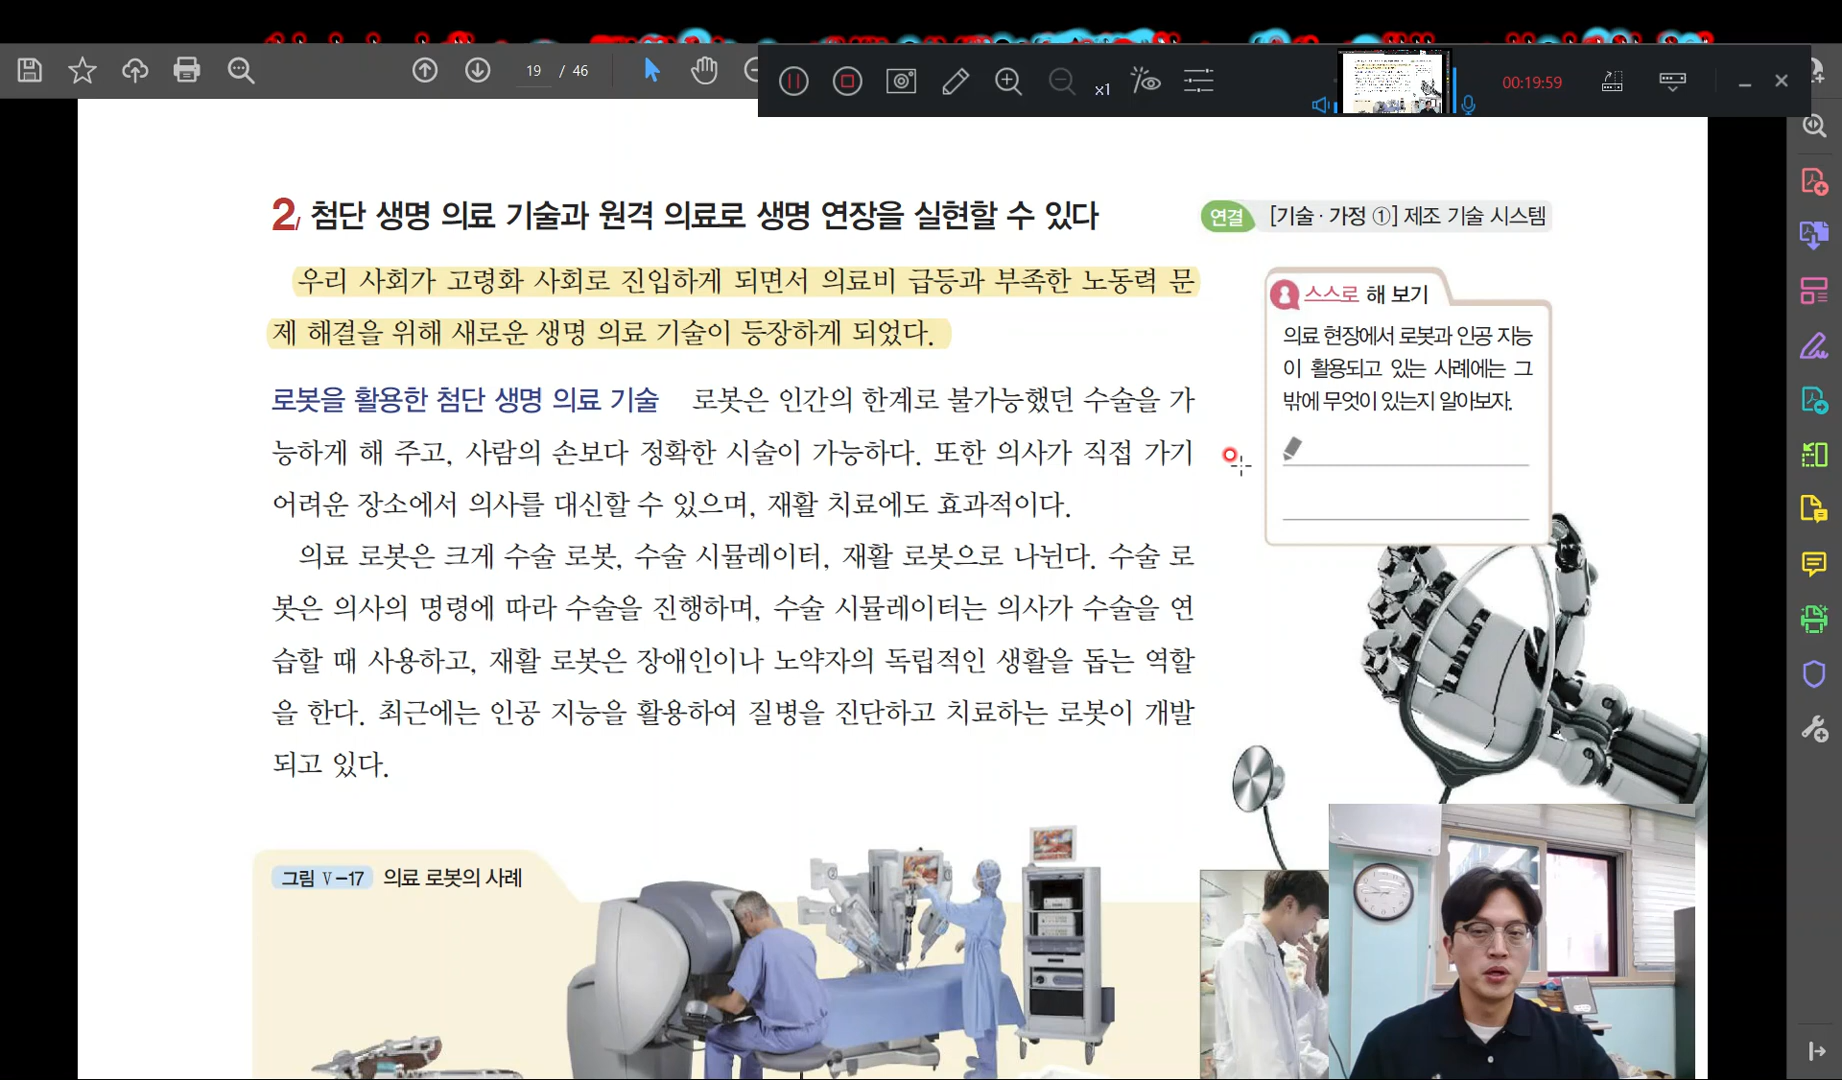 19 / 46
x1
00:19:59
2/ 첨단 생명 의료 기술과 원격 의료로 생명 연장을 실현할 수 있다
연결 [기술·가정 ①] 제조 기술 시스템
우리 사회가 고령화 사회로 진입하게 되면서 의료비 급등과 부족한 노동력 문
제 해결을 위해 새로운 생명 의료 기술이 등장하게 되었다.
로봇을 활용한 첨단 생명 의료 기술 로봇은 인간의 한계로 불가능했던 수술을 가
능하게 해 주고, 사람의 손보다 정확한 시술이 가능하다. 또한 의사가 직접 가기
어려운 장소에서 의사를 대신할 수 있으며, 재활 치료에도 효과적이다.
의료 로봇은 크게 수술 로봇, 수술 시뮬레이터, 재활 로봇으로 나뉜다. 수술 로
봇은 의사의 명령에 따라 수술을 진행하며, 수술 시뮬레이터는 의사가 수술을 연
습할 때 사용하고, 재활 로봇은 장애인이나 노약자의 독립적인 생활을 돕는 역할
을 한다. 최근에는 인공 지능을 활용하여 질병을 진단하고 치료하는 로봇이 개발
되고 있다.
스스로 해 보기
의료 현장에서 로봇과 인공 지능
이 활용되고 있는 사례에는 그
밖에 무엇이 있는지 알아보자.
그림 Ⅴ-17 의료 로봇의 사례